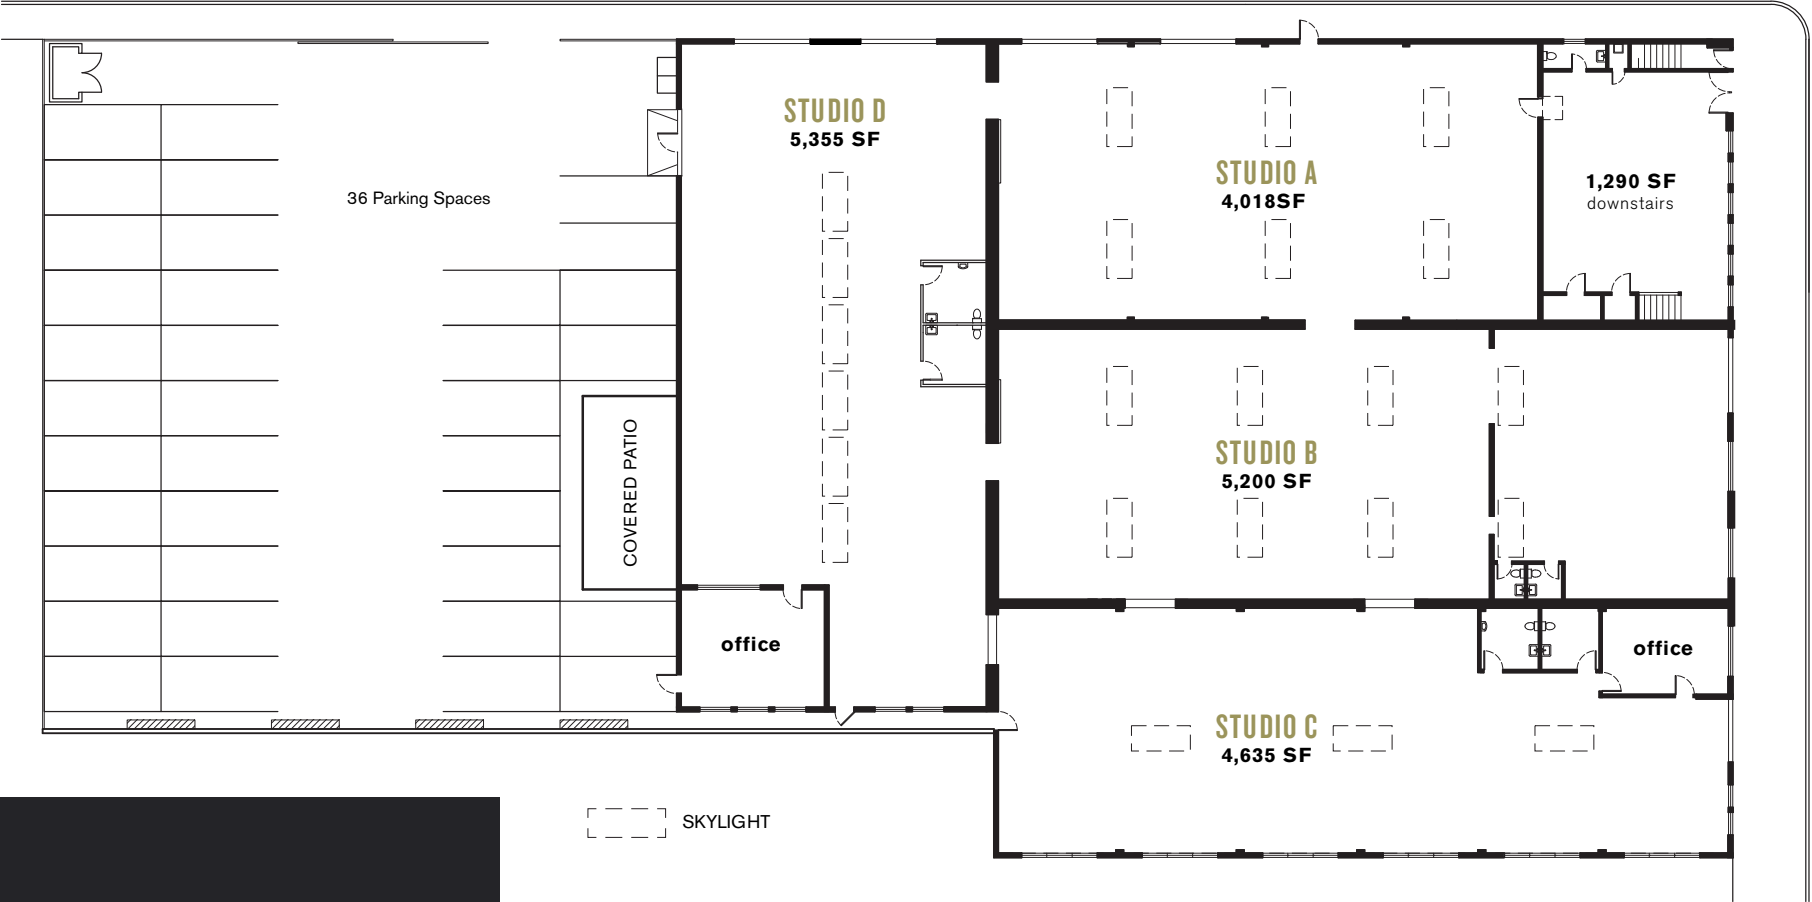 STUDIO D
5,355 SF
36 Parking Spaces
STUDIO A
4,018SF
1,290 SF
downstairs
COVERED PATIO
STUDIO B
5,200 SF
office
office
STUDIO C
4,635 SF
SKYLIGHT